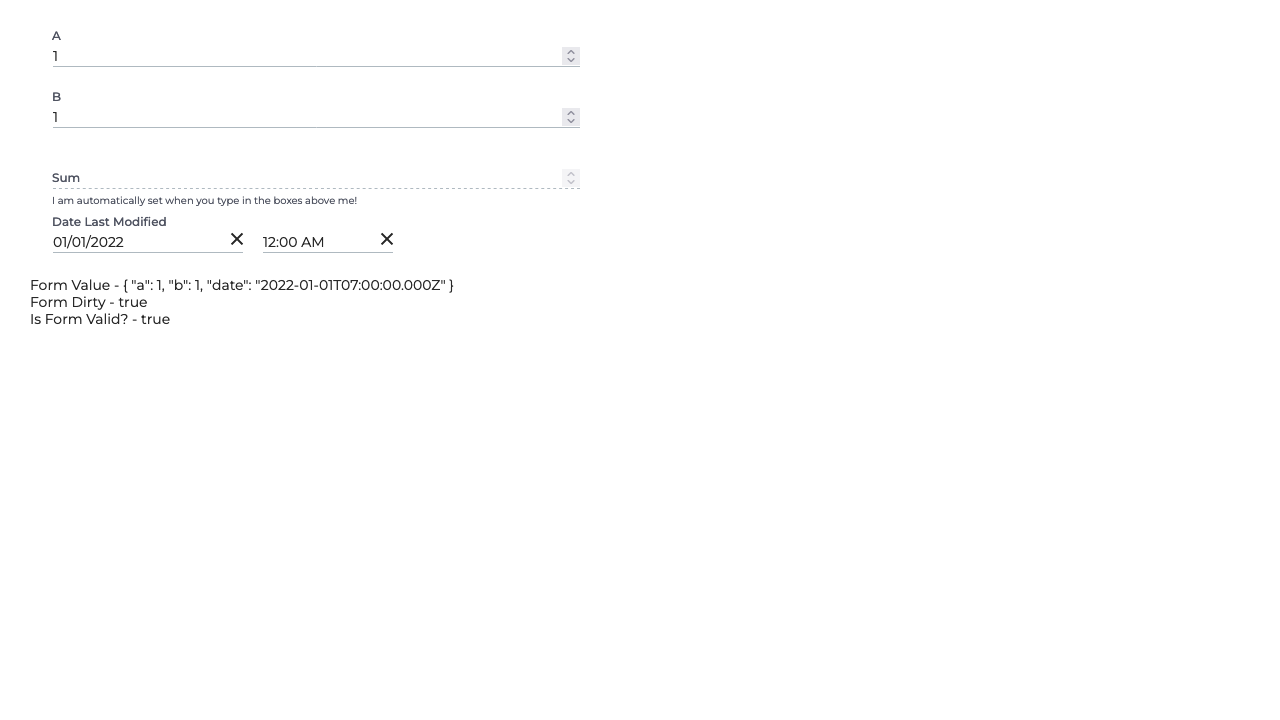 A
1
B
1
Sum
I am automatically set when you type in the boxes above me!
Date Last Modified
01/01/2022 12:00 AM
Form Value - { "a": 1, "b": 1, "date": "2022-01-01T07:00:00.000Z" }
Form Dirty - true
Is Form Valid? - true